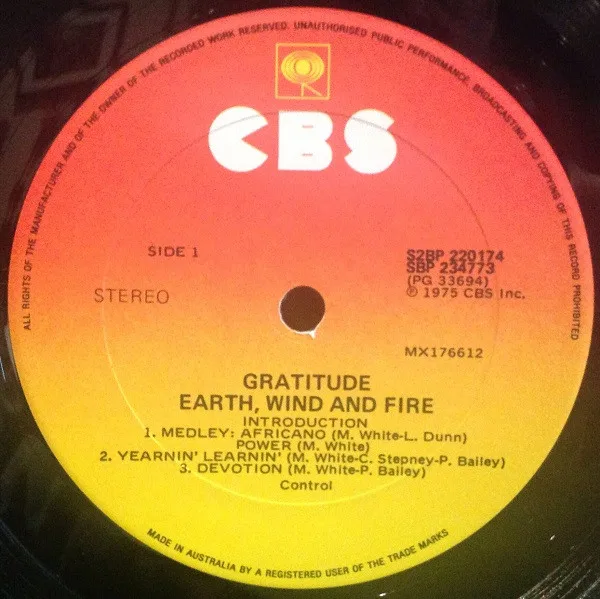 ALL RIGHTS OF THE MANUFACTURER AND OF THE OWNER OF THE RECORDED WORK RESERVED. UNAUTHORISED PUBLIC PERFORMANCE, BROADCASTING AND COPYING OF THIS RECORD PROHIBITED
CBS
SIDE 1
STEREO
S2BP 220174
SBP 234773
(PG 33694)
℗ 1975 CBS Inc.
MX176612
GRATITUDE
EARTH, WIND AND FIRE
INTRODUCTION
1. MEDLEY: AFRICANO (M. White-L. Dunn)
POWER (M. White)
2. YEARNIN' LEARNIN' (M. White-C. Stepney-P. Bailey)
3. DEVOTION (M. White-P. Bailey)
Control
MADE IN AUSTRALIA BY A REGISTERED USER OF THE TRADE MARKS